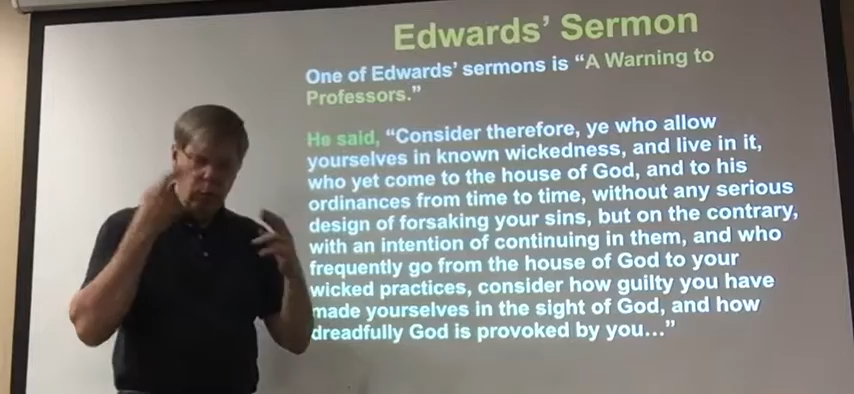 Edwards' Sermon
One of Edwards' sermons is "A Warning to
Professors."
He said, "Consider therefore, ye who allow
yourselves in known wickedness, and live in it,
who yet come to the house of God, and to his
ordinances from time to time, without any serious
design of forsaking your sins, but on the contrary,
with an intention of continuing in them, and who
frequently go from the house of God to your
wicked practices, consider how guilty you have
made yourselves in the sight of God, and how
dreadfully God is provoked by you..."